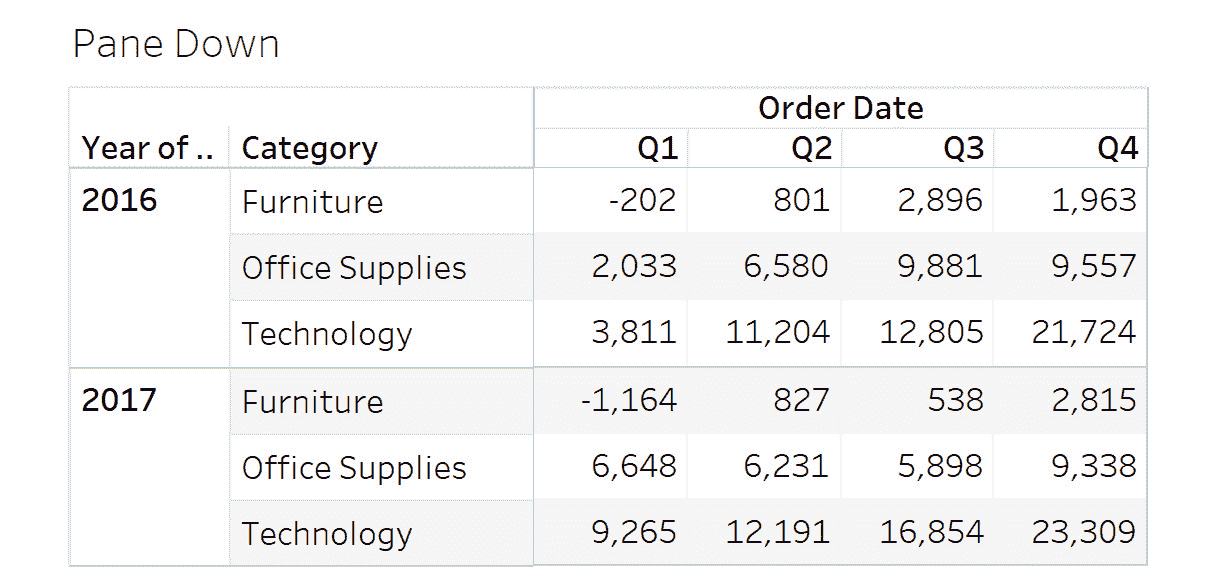 Pane Down
Order Date
Year of .. Category Q1 Q2 Q3 Q4
2016 Furniture -202 801 2,896 1,963
Office Supplies 2,033 6,580 9,881 9,557
Technology 3,811 11,204 12,805 21,724
2017 Furniture -1,164 827 538 2,815
Office Supplies 6,648 6,231 5,898 9,338
Technology 9,265 12,191 16,854 23,309